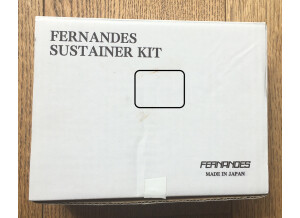 FERNANDES
SUSTAINER KIT
FERNANDES
MADE IN JAPAN